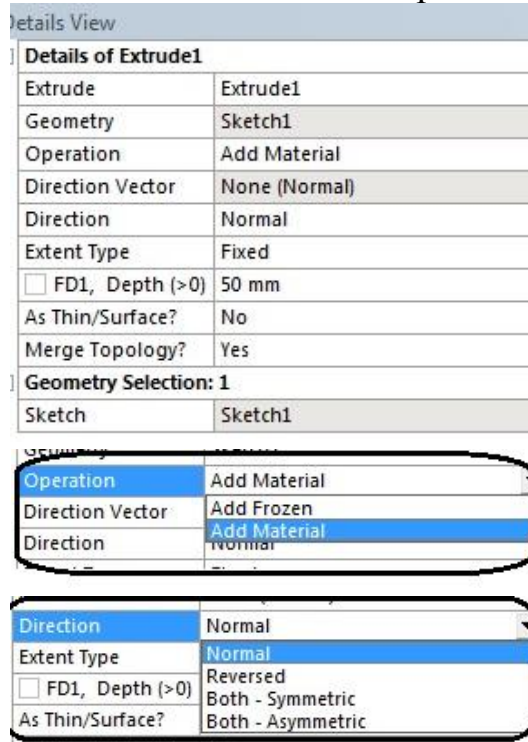 Details View
Details of Extrude1
Extrude Extrude1
Geometry Sketch1
Operation Add Material
Direction Vector None (Normal)
Direction Normal
Extent Type Fixed
FD1, Depth (>0) 50 mm
As Thin/Surface? No
Merge Topology? Yes
Geometry Selection: 1
Sketch Sketch1
Operation Add Material
Direction Vector Add Frozen
Add Material
Direction Normal
Direction Normal
Extent Type Normal
Reversed
FD1, Depth (>0) Both - Symmetric
As Thin/Surface? Both - Asymmetric